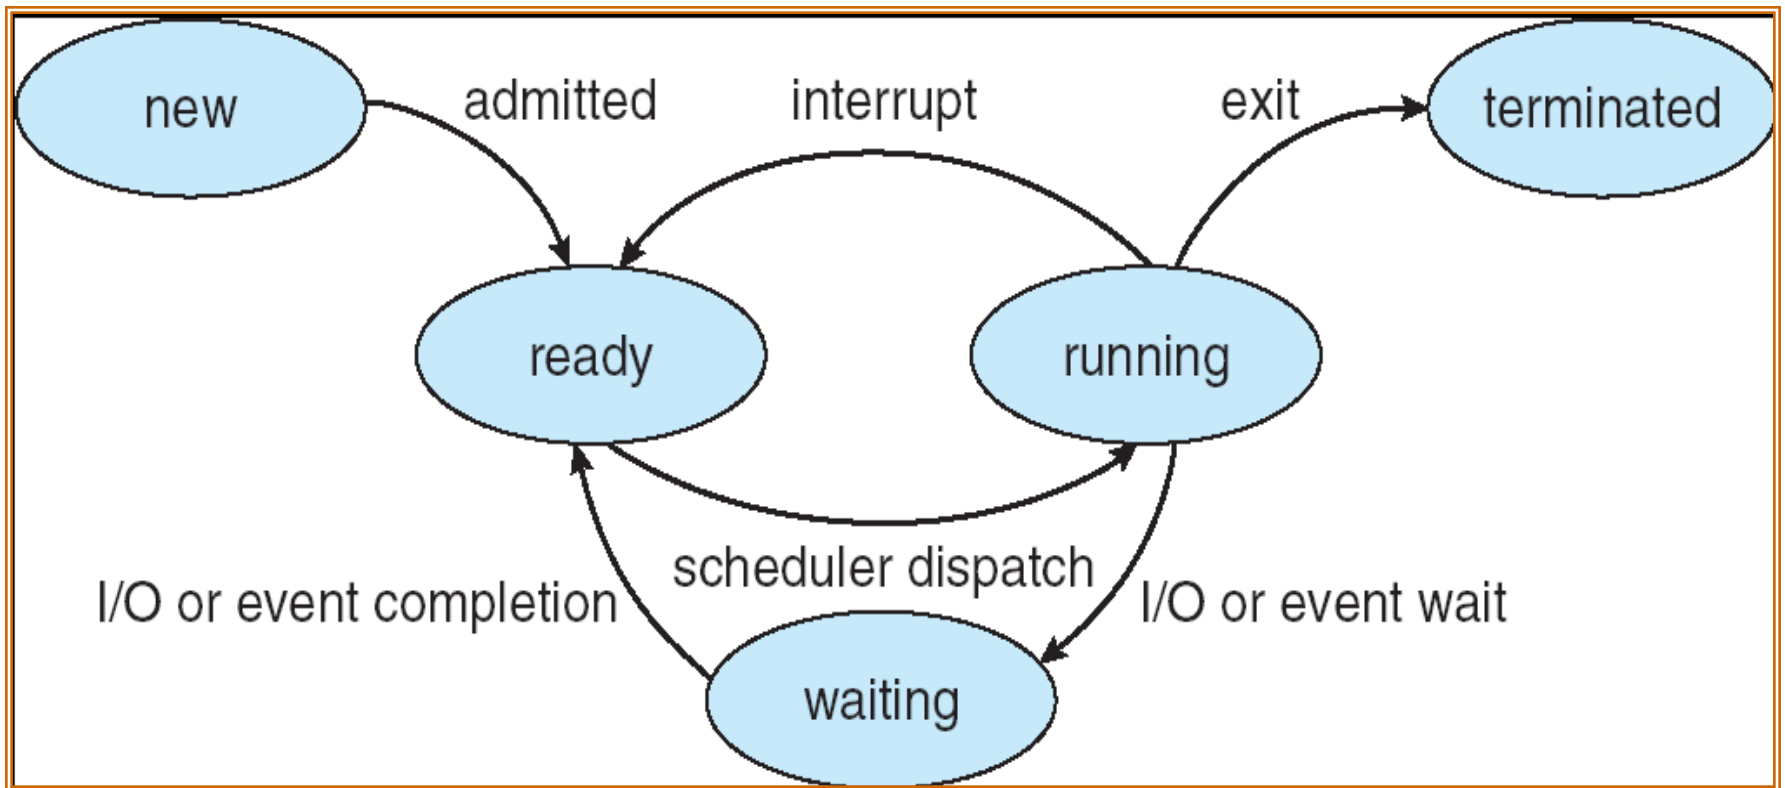 new
admitted
interrupt
exit
terminated
ready
running
scheduler dispatch
I/O or event completion
I/O or event wait
waiting